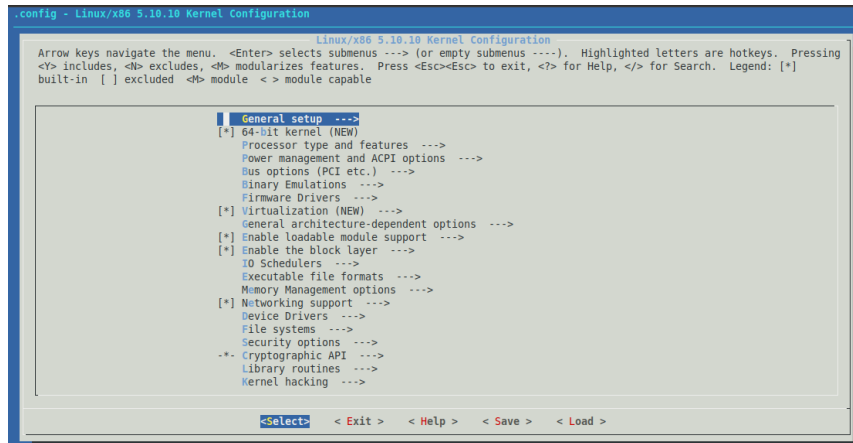 .config - Linux/x86 5.10.10 Kernel Configuration
Linux/x86 5.10.10 Kernel Configuration
Arrow keys navigate the menu.  <Enter> selects submenus ---> (or empty submenus ----).  Highlighted letters are hotkeys.  Pressing
<Y> includes, <N> excludes, <M> modularizes features.  Press <Esc><Esc> to exit, <?> for Help, </> for Search.  Legend: [*]
built-in  [ ] excluded  <M> module  < > module capable
General setup  --->
[*] 64-bit kernel (NEW)
Processor type and features  --->
Power management and ACPI options  --->
Bus options (PCI etc.)  --->
Binary Emulations  --->
Firmware Drivers  --->
[*] Virtualization (NEW)  --->
General architecture-dependent options  --->
[*] Enable loadable module support  --->
[*] Enable the block layer  --->
IO Schedulers  --->
Executable file formats  --->
Memory Management options  --->
[*] Networking support  --->
Device Drivers  --->
File systems  --->
Security options  --->
-*- Cryptographic API  --->
Library routines  --->
Kernel hacking  --->
<Select>    < Exit >    < Help >    < Save >    < Load >